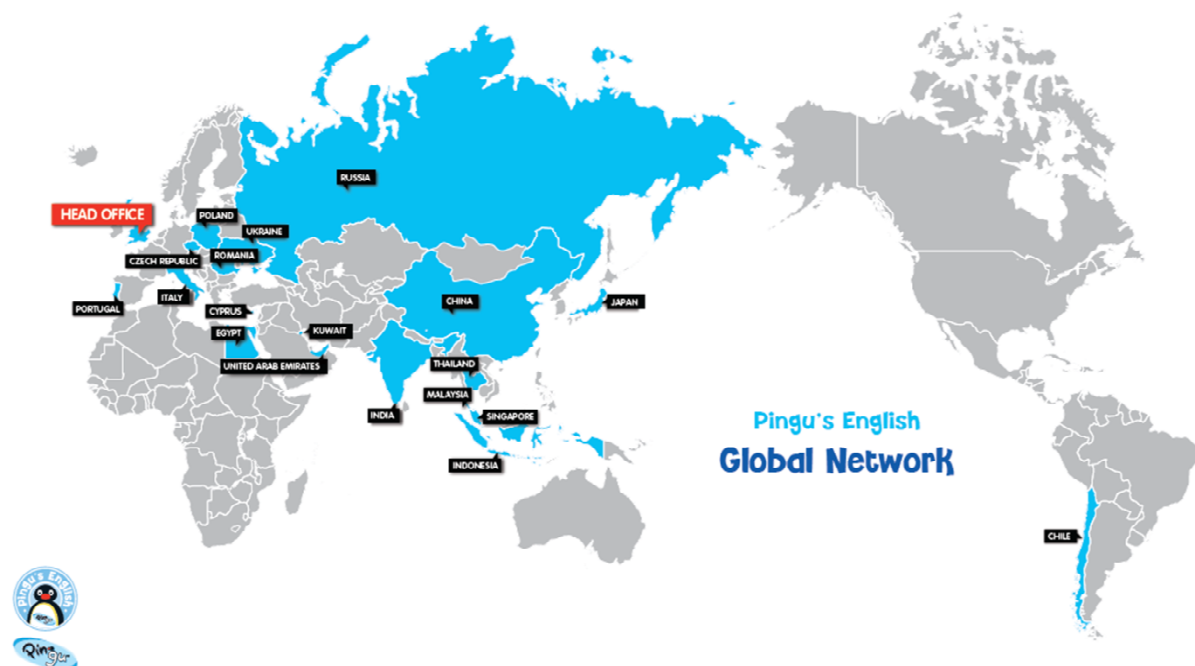 RUSSIA
HEAD OFFICE
POLAND
UKRAINE
CZECH REPUBLIC
ROMANIA
PORTUGAL
ITALY
CYPRUS
CHINA
JAPAN
EGYPT
KUWAIT
UNITED ARAB EMIRATES
THAILAND
MALAYSIA
INDIA
SINGAPORE
INDONESIA
Pingu's English
Global Network
CHILE
Pingu's English
Pingu